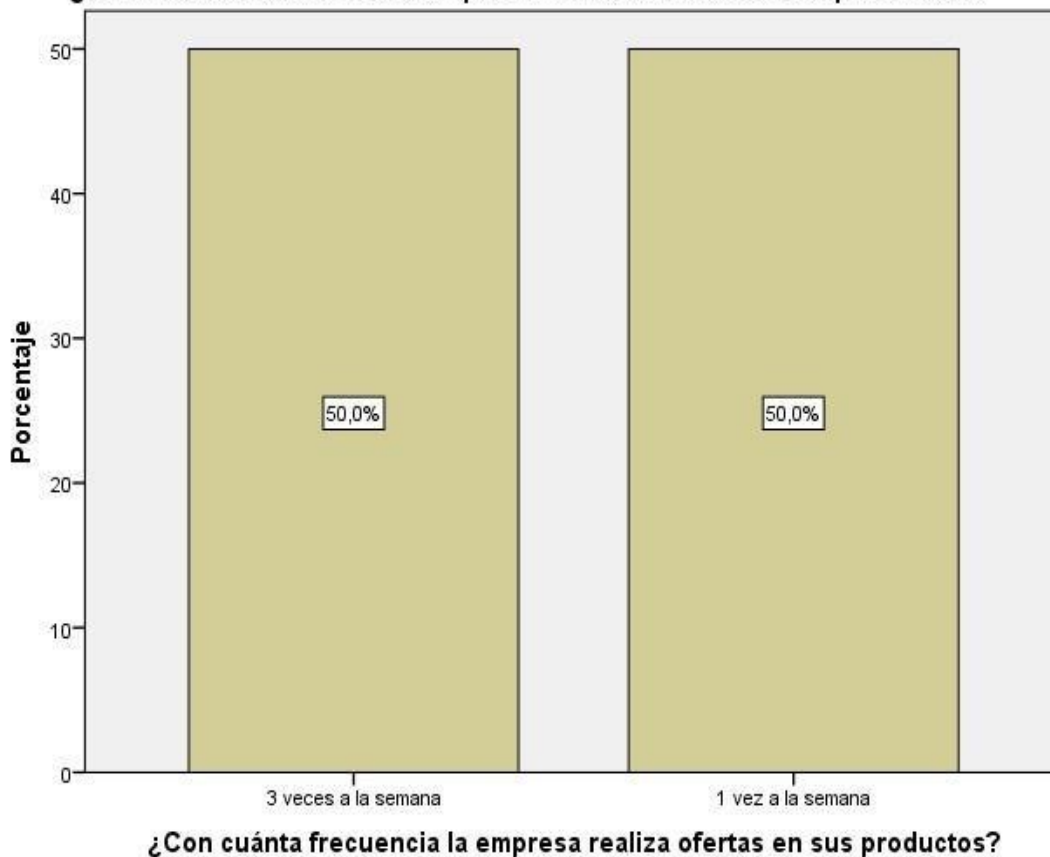 50
40
30
20
10
0
Porcentaje
50,0%
50,0%
3 veces a la semana
1 vez a la semana
¿Con cuánta frecuencia la empresa realiza ofertas en sus productos?